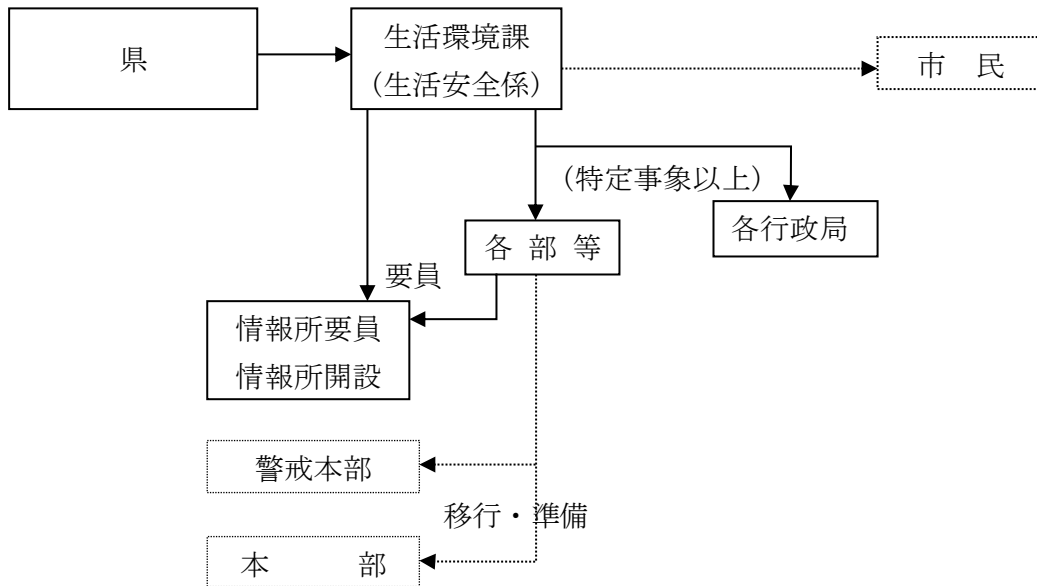 県
生活環境課
（生活安全係）
市　民
（特定事象以上）
各行政局
各 部 等
要員
情報所要員
情報所開設
警戒本部
移行・準備
本　　部